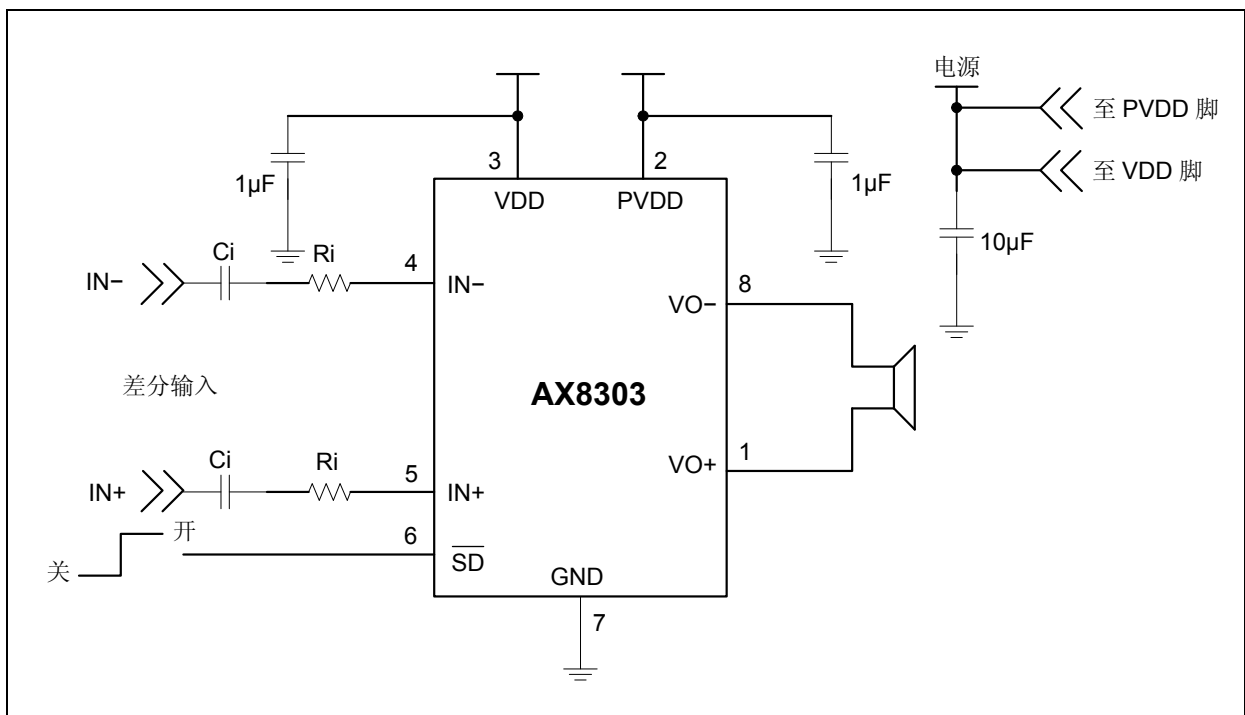 电源
至 PVDD 脚
3
2
1µF
1µF
至 VDD 脚
VDD
PVDD
10µF
Ci
Ri
4
IN−
IN−
8
VO−
差分输入
AX8303
Ci
Ri
5
1
VO+
IN+
IN+
开
6
关
SD
GND
7